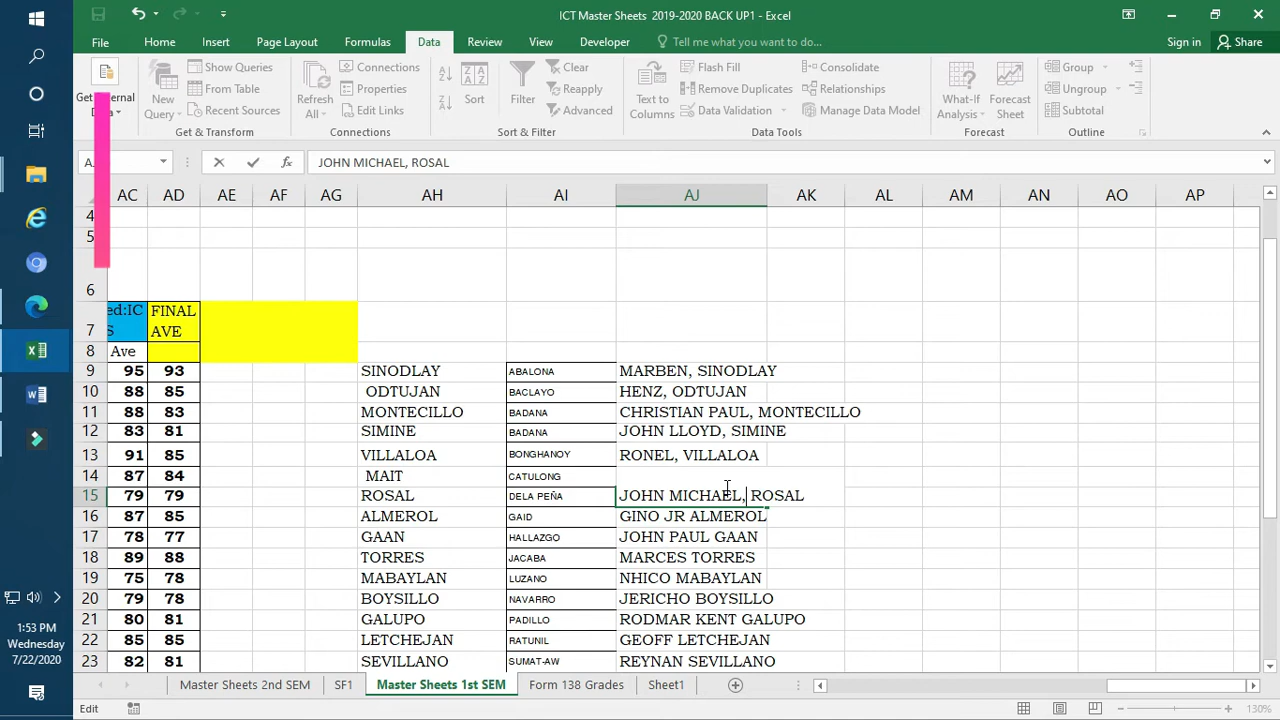 ICT Master Sheets 2019-2020 BACK UP1 - Excel
File Home Insert Page Layout Formulas Data Review View Developer Tell me what you want to do... Sign in Share
Show Queries Connections Clear Flash Fill Consolidate Group
From Table Properties Reapply Remove Duplicates Relationships Ungroup
Recent Sources Edit Links Advanced Data Validation Manage Data Model Subtotal
New Query Refresh All Sort Filter Text to Columns What-If Analysis Forecast Sheet
Get & Transform Connections Sort & Filter Data Tools Forecast Outline
JOHN MICHAEL, ROSAL
AC AD AE AF AG AH AI AJ AK AL AM AN AO AP
4
5
6
7 ed:IC S FINAL AVE
8 Ave
9 95 93 SINODLAY ABALONA MARBEN, SINODLAY
10 88 85 ODTUJAN BACLAYO HENZ, ODTUJAN
11 88 83 MONTECILLO BADANA CHRISTIAN PAUL, MONTECILLO
12 83 81 SIMINE BADANA JOHN LLOYD, SIMINE
13 91 85 VILLALOA BONGHANOY RONEL, VILLALOA
14 87 84 MAIT CATULONG
15 79 79 ROSAL DELA PEÑA JOHN MICHAEL, ROSAL
16 87 85 ALMEROL GAID GINO JR ALMEROL
17 78 77 GAAN HALLAZGO JOHN PAUL GAAN
18 89 88 TORRES JACABA MARCES TORRES
19 75 78 MABAYLAN LUZANO NHICO MABAYLAN
20 79 78 BOYSILLO NAVARRO JERICHO BOYSILLO
21 80 81 GALUPO PADILLO RODMAR KENT GALUPO
22 85 85 LETCHEJAN RATUNIL GEOFF LETCHEJAN
23 82 81 SEVILLANO SUMAT-AW REYNAN SEVILLANO
Master Sheets 2nd SEM SF1 Master Sheets 1st SEM Form 138 Grades Sheet1
Edit 130%
1:53 PM
Wednesday
7/22/2020